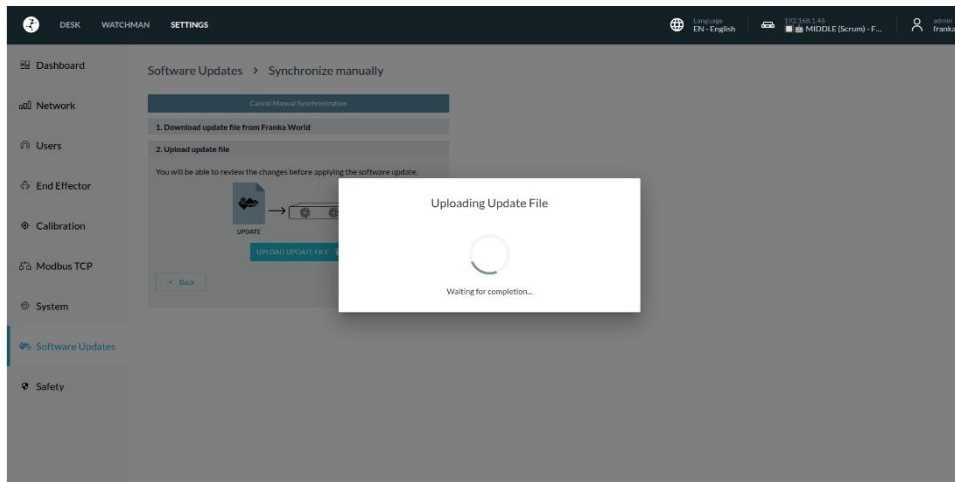 DESK WATCHMAN SETTINGS
Language
EN - English
192.168.1.45
MIDDLE (Scrum) - F...
admin
franka
Dashboard
Network
Users
End Effector
Calibration
Modbus TCP
System
Software Updates
Safety
Software Updates > Synchronize manually
Cancel Manual Synchronization
1. Download update file from Franka World
2. Upload update file
You will be able to review the changes before applying the software update.
UPDATE
UPLOAD UPDATE FILE
< Back
Uploading Update File
Waiting for completion...